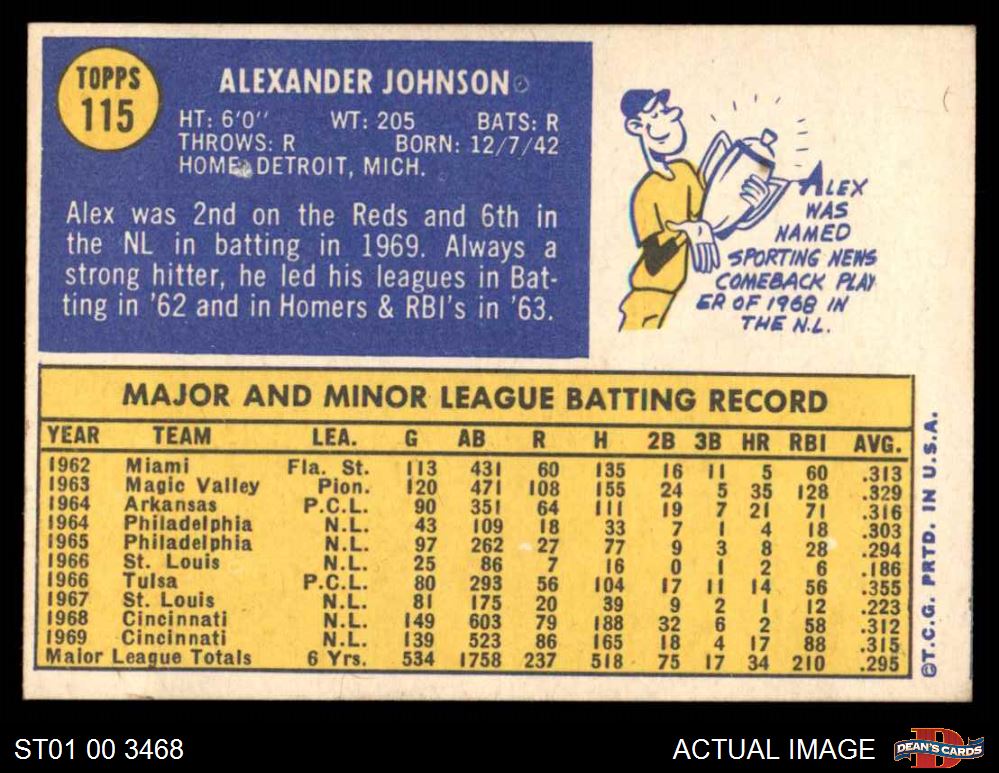 TOPPS
115
ALEXANDER JOHNSON
HT: 6'0" WT: 205 BATS: R
THROWS: R BORN: 12/7/42
HOME: DETROIT, MICH.
Alex was 2nd on the Reds and 6th in
the NL in batting in 1969. Always a
strong hitter, he led his leagues in Bat-
ting in '62 and in Homers & RBI's in '63.
ALEX
WAS
NAMED
SPORTING NEWS
COMEBACK PLAY
ER OF 1968 IN
THE N.L.
MAJOR AND MINOR LEAGUE BATTING RECORD
YEAR TEAM LEA. G AB R H 2B 3B HR RBI AVG.
1962 Miami Fla. St. 113 431 60 135 16 11 5 60 .313
1963 Magic Valley Pion. 120 471 108 155 24 5 35 128 .329
1964 Arkansas P.C.L. 90 351 64 111 19 7 21 71 .316
1964 Philadelphia N.L. 43 109 18 33 7 1 4 18 .303
1965 Philadelphia N.L. 97 262 27 77 9 3 8 28 .294
1966 St. Louis N.L. 25 86 7 16 0 1 2 6 .186
1966 Tulsa P.C.L. 80 293 56 104 17 11 14 56 .355
1967 St. Louis N.L. 81 175 20 39 9 2 1 12 .223
1968 Cincinnati N.L. 149 603 79 188 32 6 2 58 .312
1969 Cincinnati N.L. 139 523 86 165 18 4 17 88 .315
Major League Totals 6 Yrs. 534 1758 237 518 75 17 34 210 .295
©T.C.G. PRTD. IN U.S.A.
ST01 00 3468
ACTUAL IMAGE
D
DEAN'S CARDS